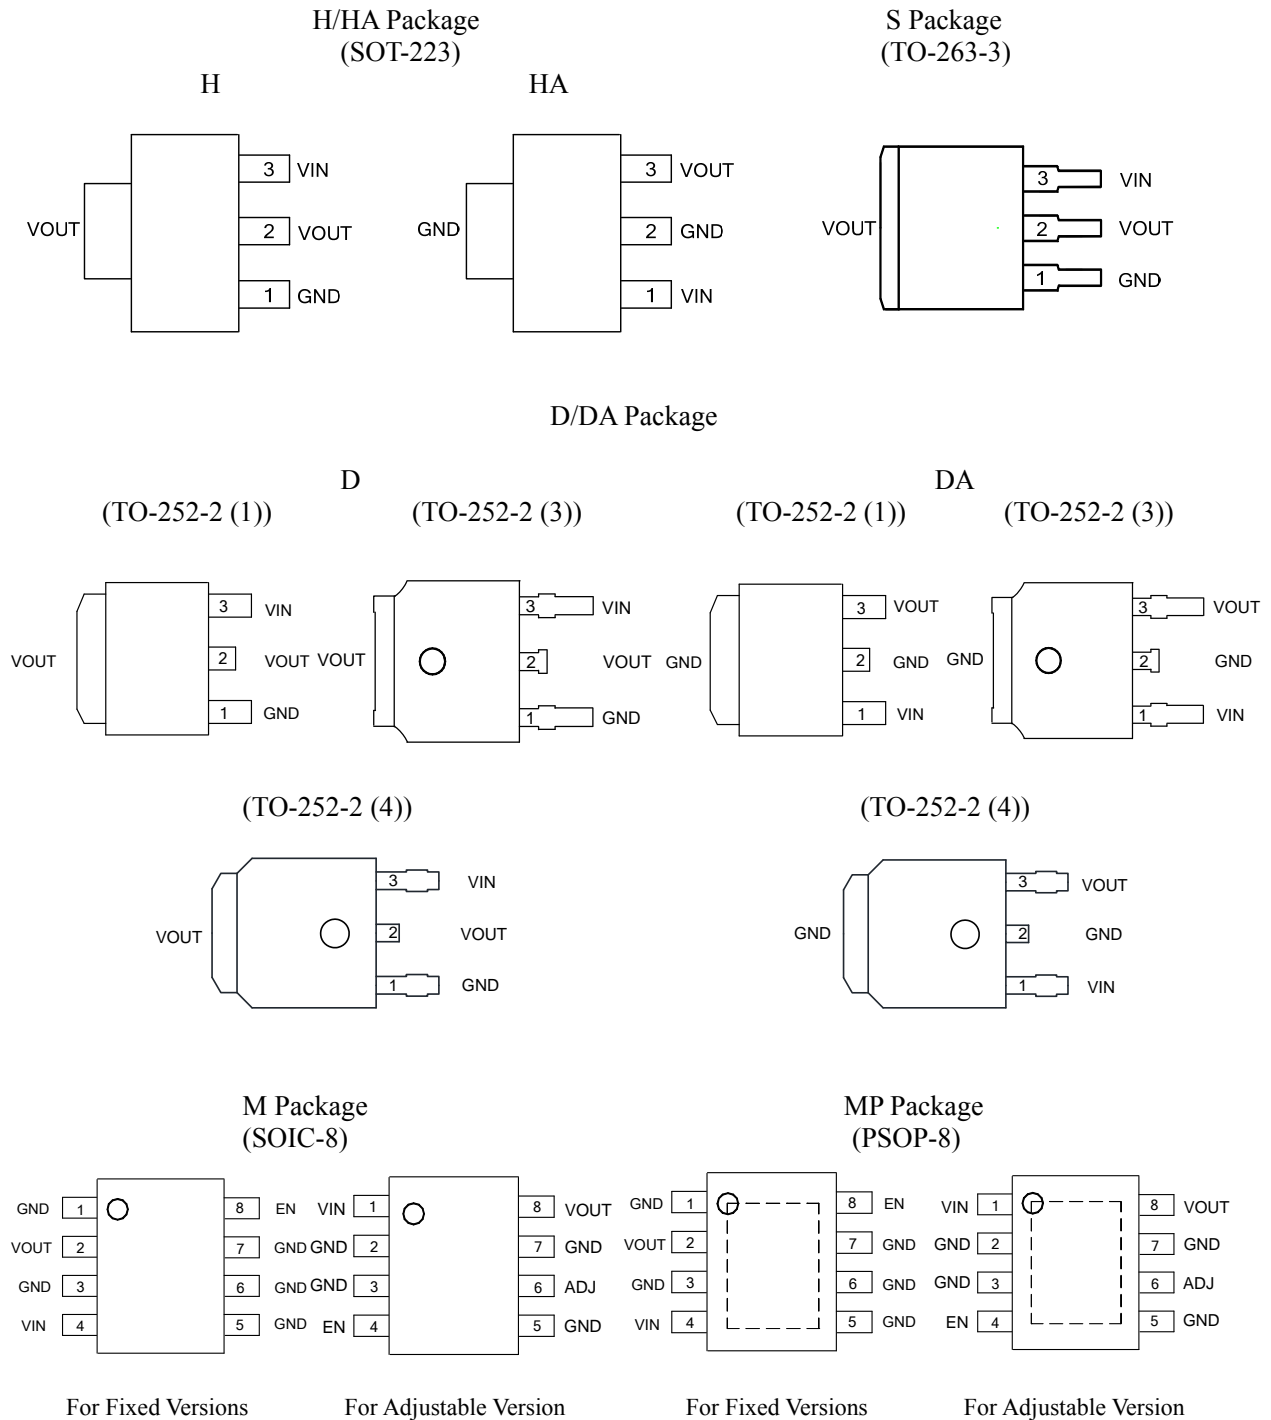 H/HA Package
(SOT-223)
S Package
(TO-263-3)
H
HA
3 VIN
VOUT
2 VOUT
1 GND
3 VOUT
GND
2 GND
1 VIN
3 VIN
VOUT
2 VOUT
1 GND
D/DA Package
D
DA
(TO-252-2 (1))
(TO-252-2 (3))
(TO-252-2 (1))
(TO-252-2 (3))
3 VIN
VOUT
2 VOUT
1 GND
3 VIN
VOUT
2 VOUT
1 GND
3 VOUT
GND
2 GND
1 VIN
3 VOUT
GND
2 GND
1 VIN
(TO-252-2 (4))
(TO-252-2 (4))
3 VIN
VOUT
2 VOUT
1 GND
3 VOUT
GND
2 GND
1 VIN
M Package
(SOIC-8)
MP Package
(PSOP-8)
GND 1 8 EN
VOUT 2 7 GND
GND 3 6 GND
VIN 4 5 GND
VIN 1 8 VOUT
GND 2 7 GND
GND 3 6 ADJ
EN 4 5 GND
GND 1 8 EN
VOUT 2 7 GND
GND 3 6 GND
VIN 4 5 GND
VIN 1 8 VOUT
GND 2 7 GND
GND 3 6 ADJ
EN 4 5 GND
For Fixed Versions
For Adjustable Version
For Fixed Versions
For Adjustable Version